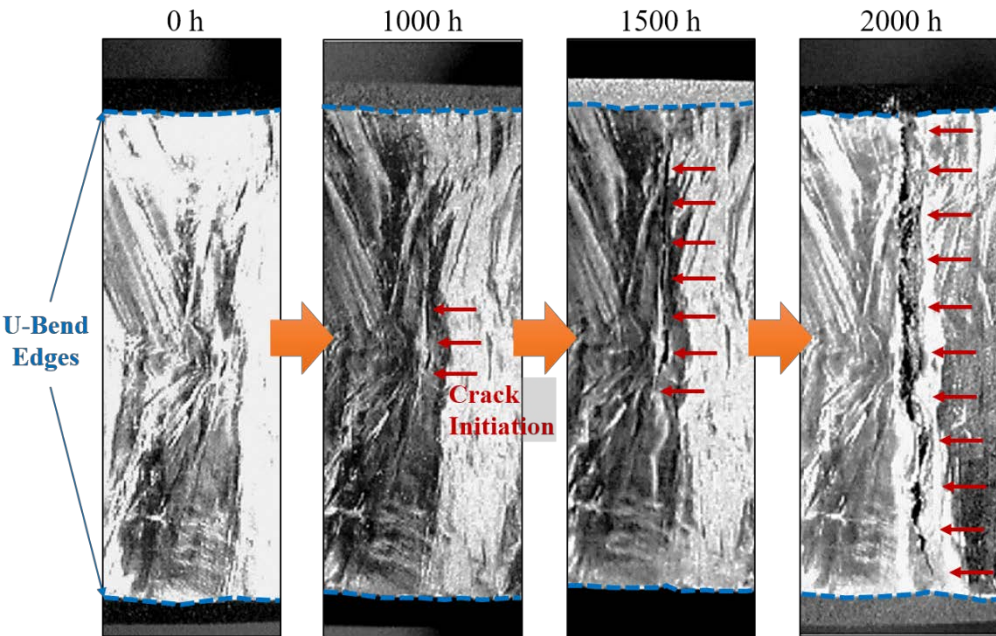 0 h
1000 h
1500 h
2000 h
U-Bend
Edges
Crack
Initiation